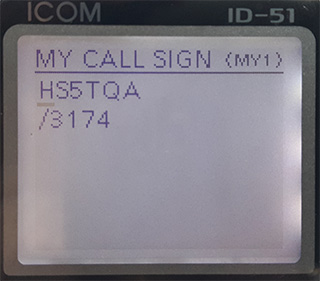 ICOM ID-51
MY CALL SIGN (MY1)
HS5TQA
/3174